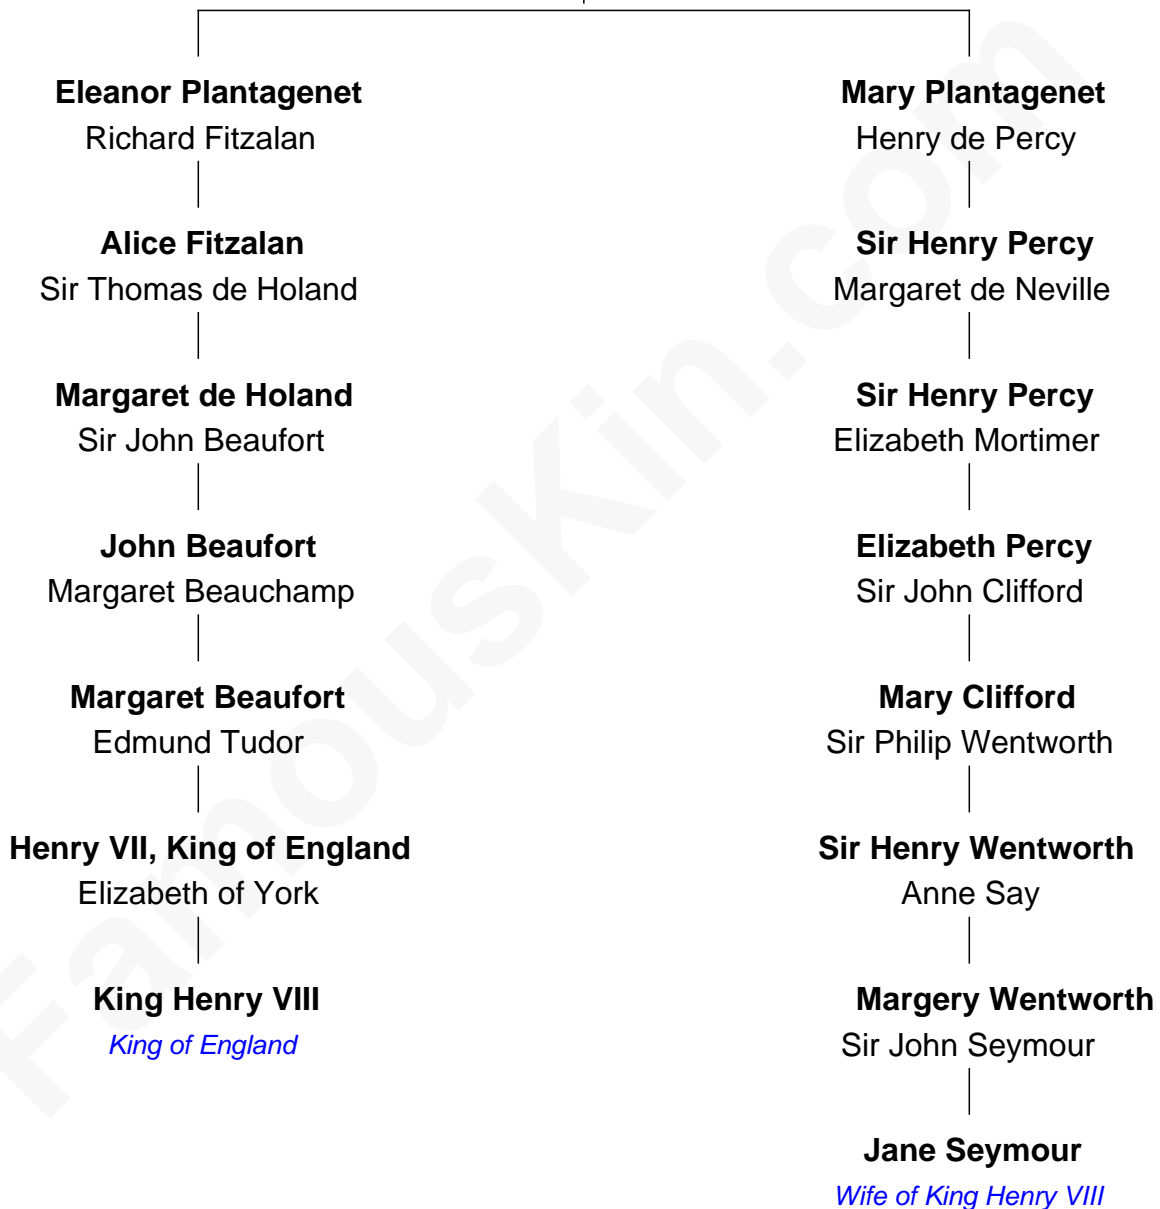 Eleanor Plantagenet
Richard Fitzalan
Alice Fitzalan
Sir Thomas de Holand
Margaret de Holand
Sir John Beaufort
John Beaufort
Margaret Beauchamp
Margaret Beaufort
Edmund Tudor
Henry VII, King of England
Elizabeth of York
King Henry VIII
King of England
Mary Plantagenet
Henry de Percy
Sir Henry Percy
Margaret de Neville
Sir Henry Percy
Elizabeth Mortimer
Elizabeth Percy
Sir John Clifford
Mary Clifford
Sir Philip Wentworth
Sir Henry Wentworth
Anne Say
Margery Wentworth
Sir John Seymour
Jane Seymour
Wife of King Henry VIII
FamousKin.com